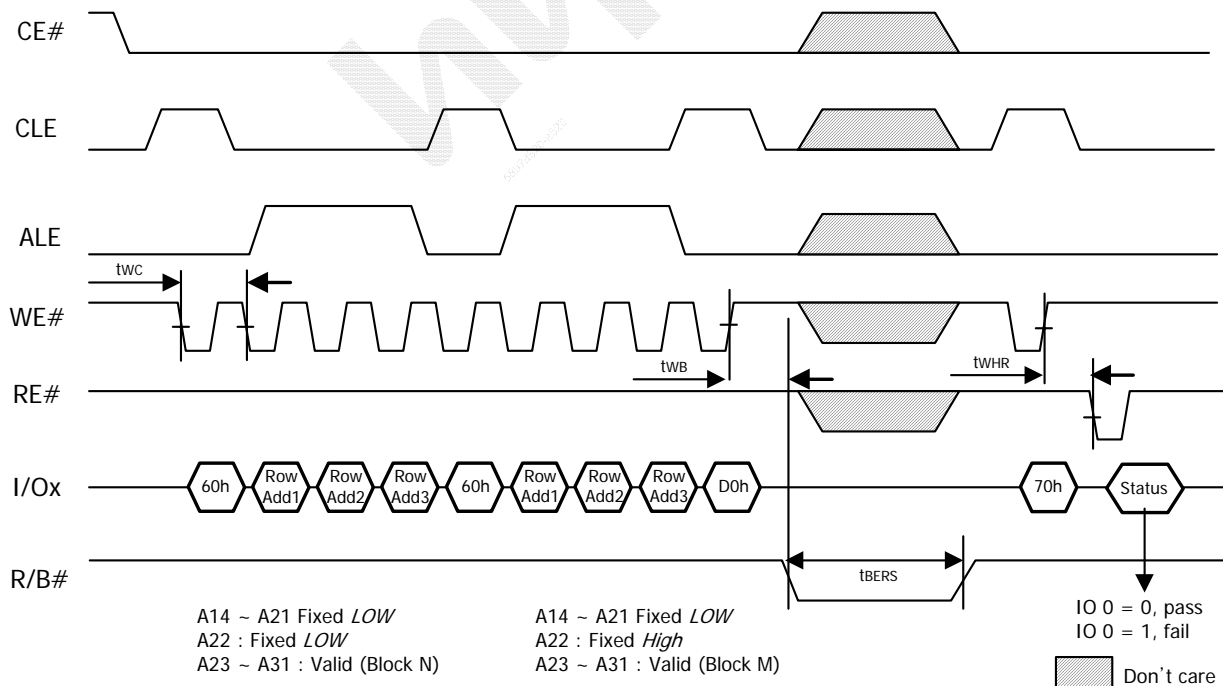 CE#
CLE
ALE
tWC
WE#
tWB
tWHR
RE#
I/Ox
60h
Row Add1
Row Add2
Row Add3
60h
Row Add1
Row Add2
Row Add3
D0h
70h
Status
R/B#
tBERS
A14 ~ A21 Fixed LOW
A22 : Fixed LOW
A23 ~ A31 : Valid (Block N)
A14 ~ A21 Fixed LOW
A22 : Fixed High
A23 ~ A31 : Valid (Block M)
IO 0 = 0, pass
IO 0 = 1, fail
Don't care